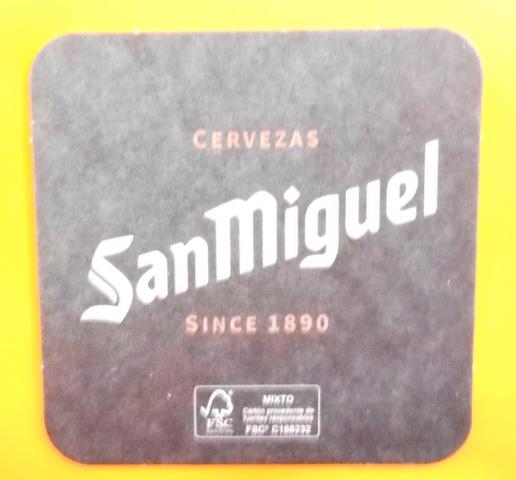 CERVEZAS
SanMiguel
SINCE 1890
FSC
MIXTO
Cartón procedente de
fuentes responsables
FSC® C166232